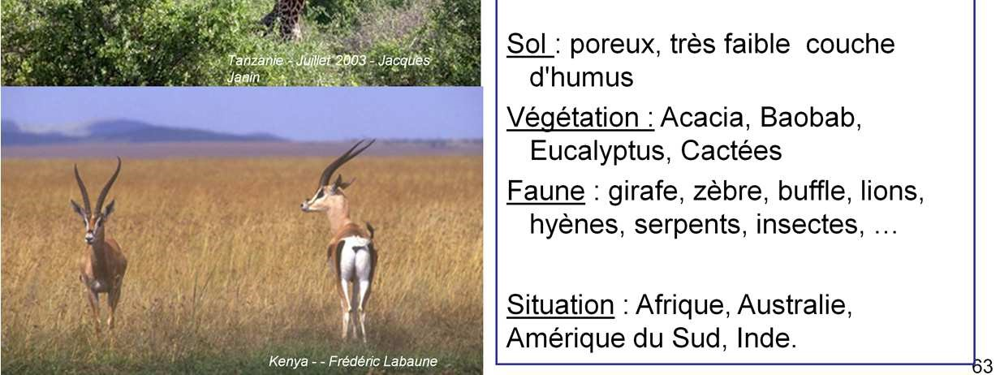 Tanzanie - Juillet 2003 - Jacques
Janin
Kenya - - Frédéric Labaune
Sol : poreux, très faible couche
d'humus
Végétation : Acacia, Baobab,
Eucalyptus, Cactées
Faune : girafe, zèbre, buffle, lions,
hyènes, serpents, insectes, …
Situation : Afrique, Australie,
Amérique du Sud, Inde.
63